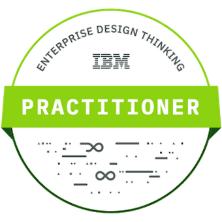 ENTERPRISE DESIGN THINKING
IBM
PRACTITIONER